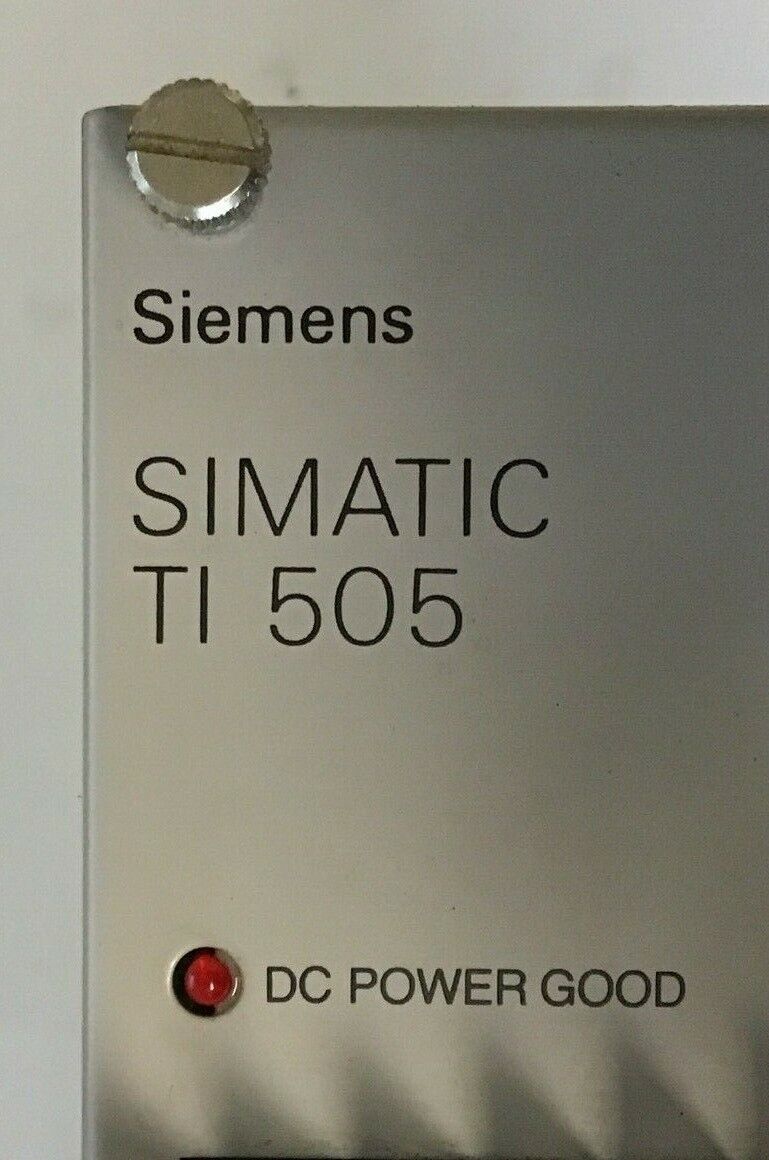 Siemens
SIMATIC
TI 505
DC POWER GOOD